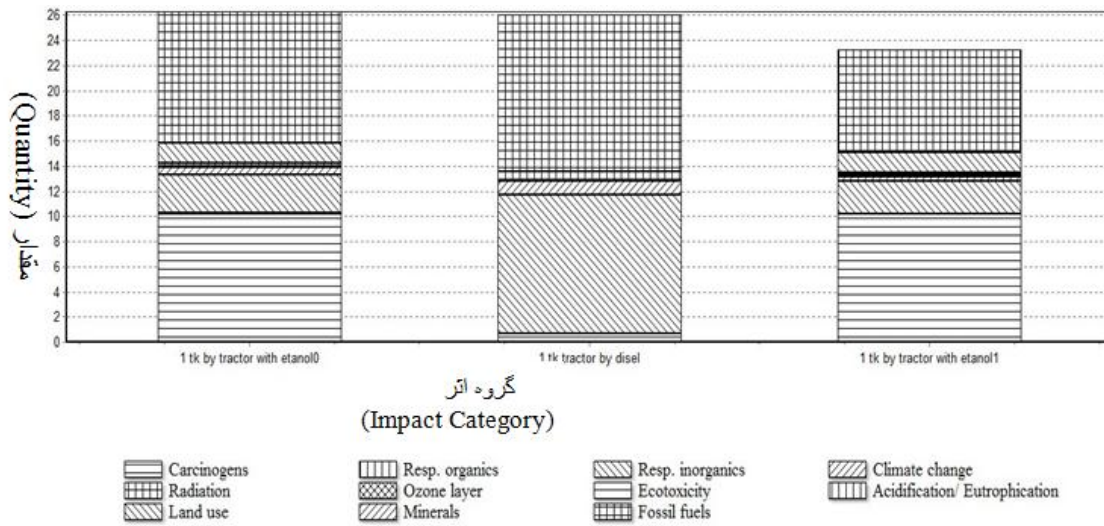 26
24
22
20
18
16
14
12
10
8
6
4
2
0
مقدار (Quantity)
1 tk by tractor with etanol0
1 tk tractor by disel
1 tk by tractor with etanol1
گروه اثر
(Impact Category)
Carcinogens Resp. organics Resp. inorganics Climate change
Radiation Ozone layer Ecotoxicity Acidification/ Eutrophication
Land use Minerals Fossil fuels